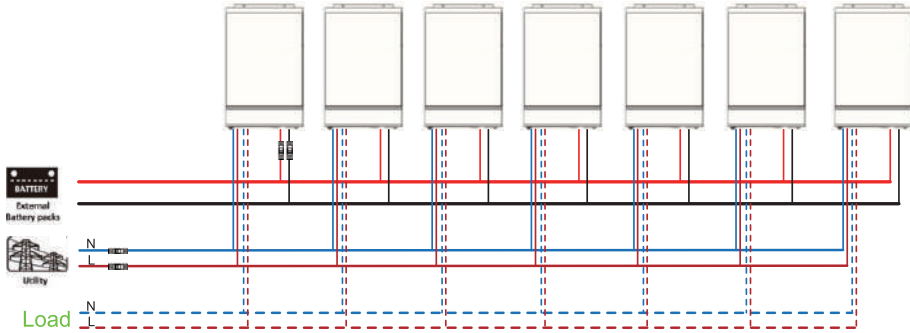 BATTERY
External
Battery packs
N
L
Utility
N
Load L